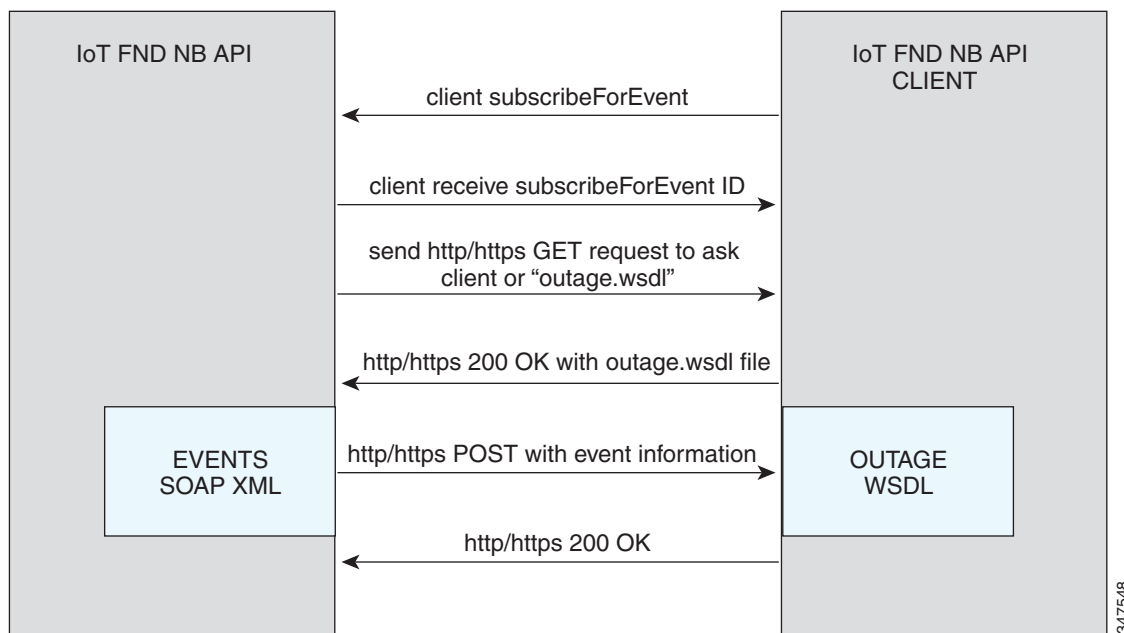 IoT FND NB API
IoT FND NB API
CLIENT
client subscribeForEvent
client receive subscribeForEvent ID
send http/https GET request to ask
client or “outage.wsdl”
http/https 200 OK with outage.wsdl file
EVENTS
SOAP XML
http/https POST with event information
OUTAGE
WSDL
http/https 200 OK
347548